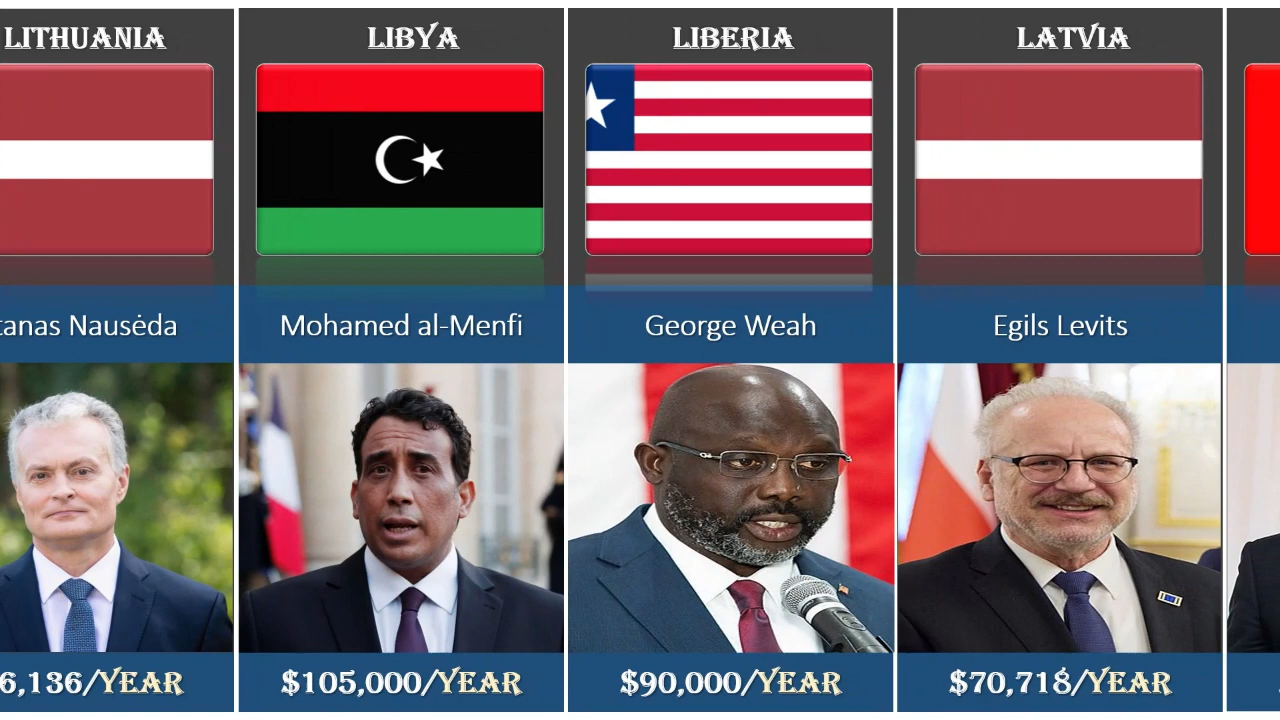 LITHUANIA
LIBYA
LIBERIA
LATVIA
tanas Nausėda
Mohamed al-Menfi
George Weah
Egils Levits
6,136/YEAR
$105,000/YEAR
$90,000/YEAR
$70,718/YEAR